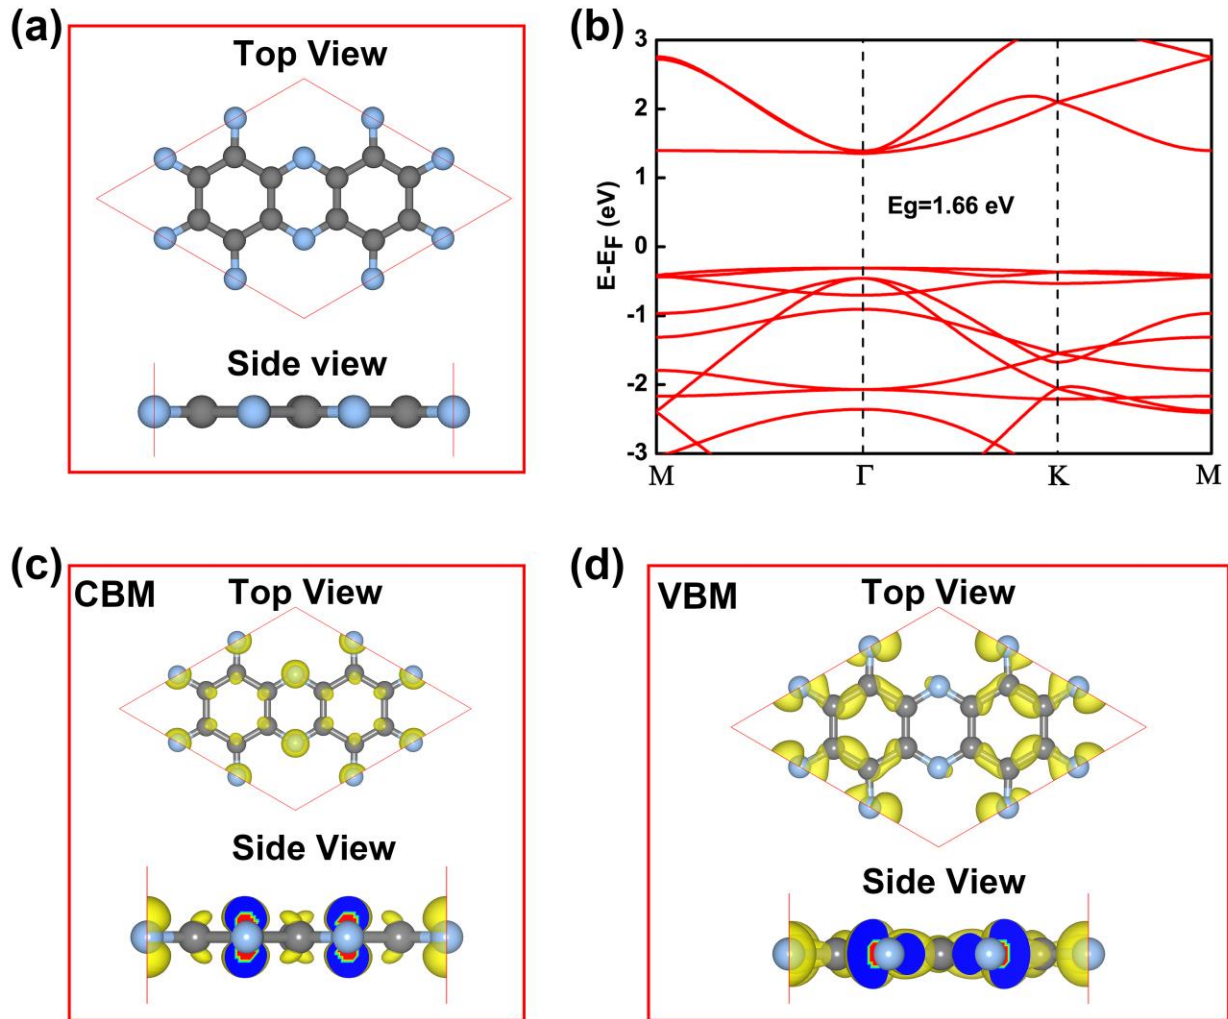 (a)
Top View
Side view
(b)
E-E_F (eV)
3
2
1
0
-1
-2
-3
Eg=1.66 eV
M Γ K M
(c)
CBM Top View
Side View
(d)
VBM Top View
Side View